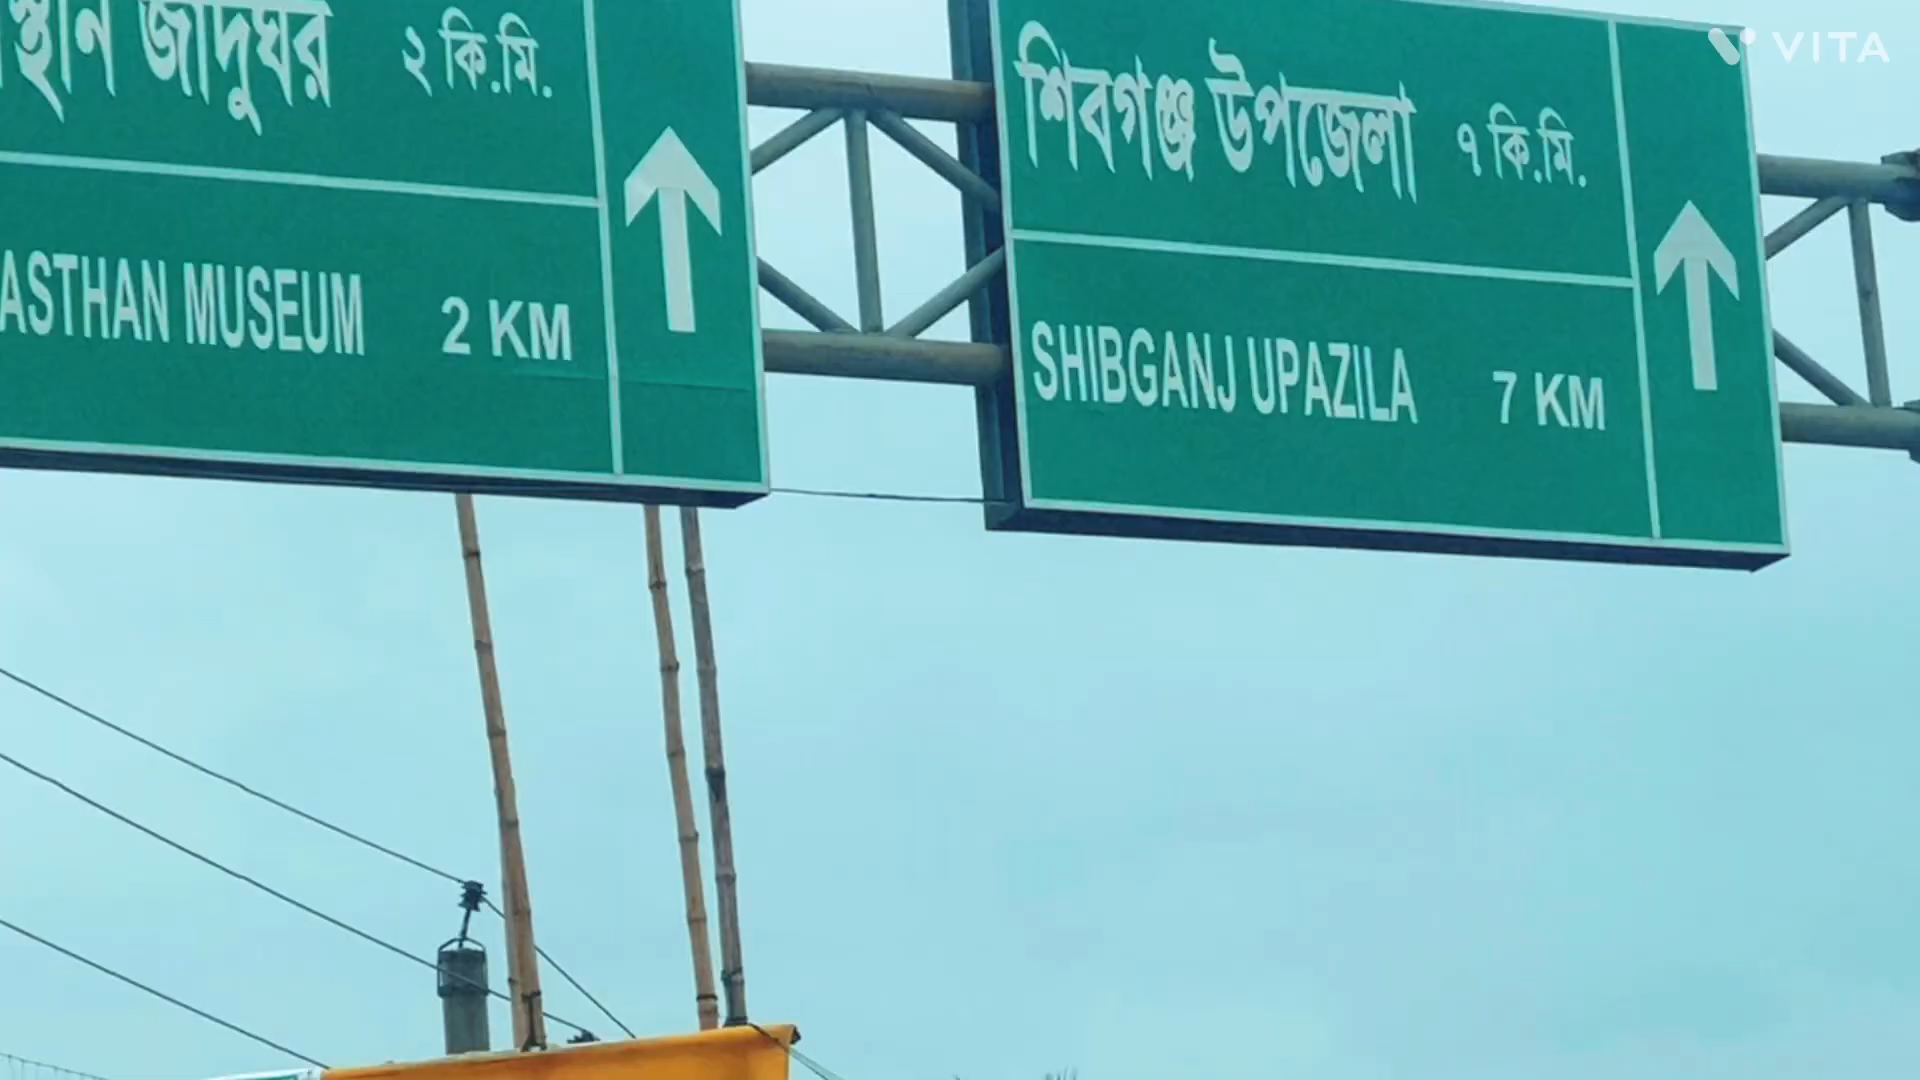 স্থান জাদুঘর ২ কি.মি.
ASTHAN MUSEUM 2 KM
শিবগঞ্জ উপজেলা ৭ কি.মি.
SHIBGANJ UPAZILA 7 KM
VITA